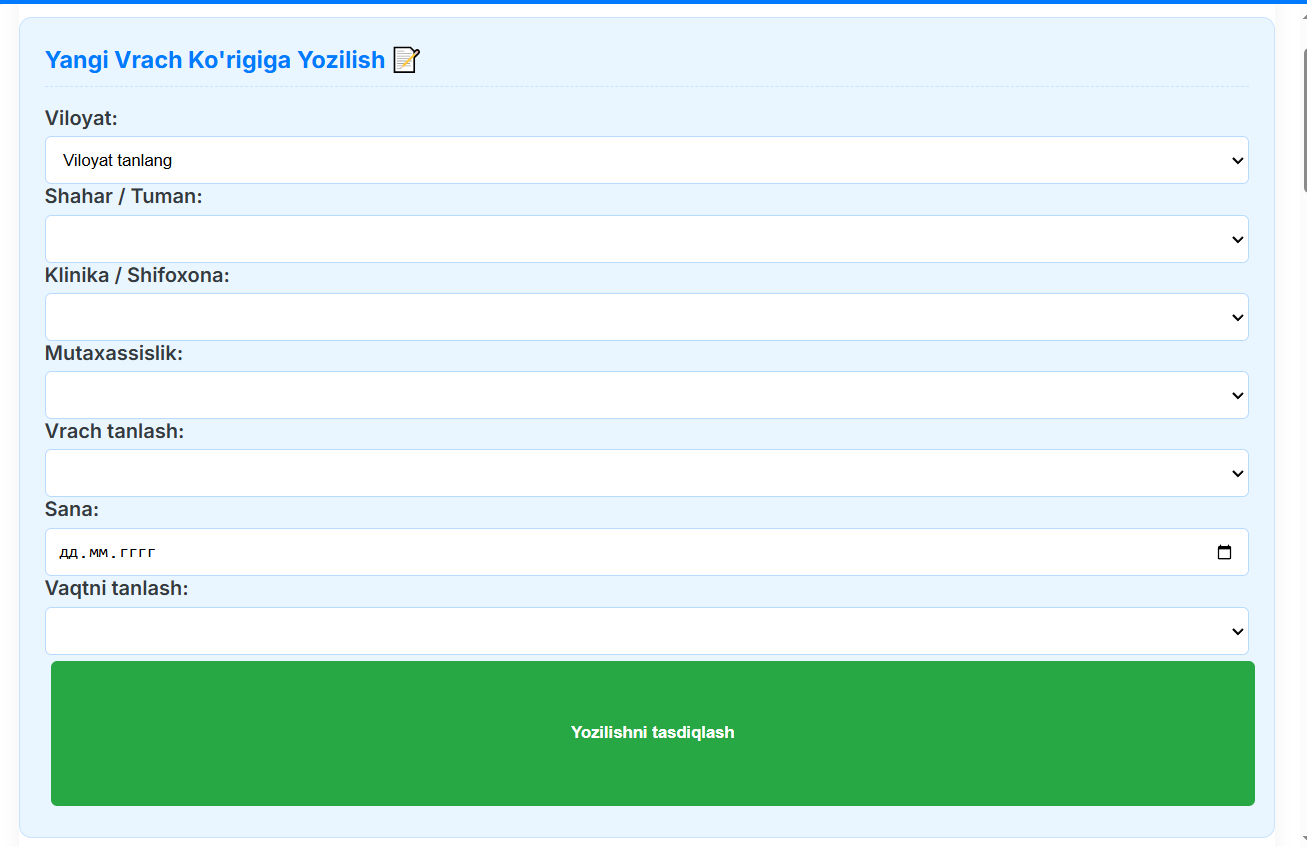 Yangi Vrach Ko'rigiga Yozilish 📝
Viloyat:
Viloyat tanlang
Shahar / Tuman:
Klinika / Shifoxona:
Mutaxassislik:
Vrach tanlash:
Sana:
дд.мм.гггг
Vaqtni tanlash:
Yozilishni tasdiqlash